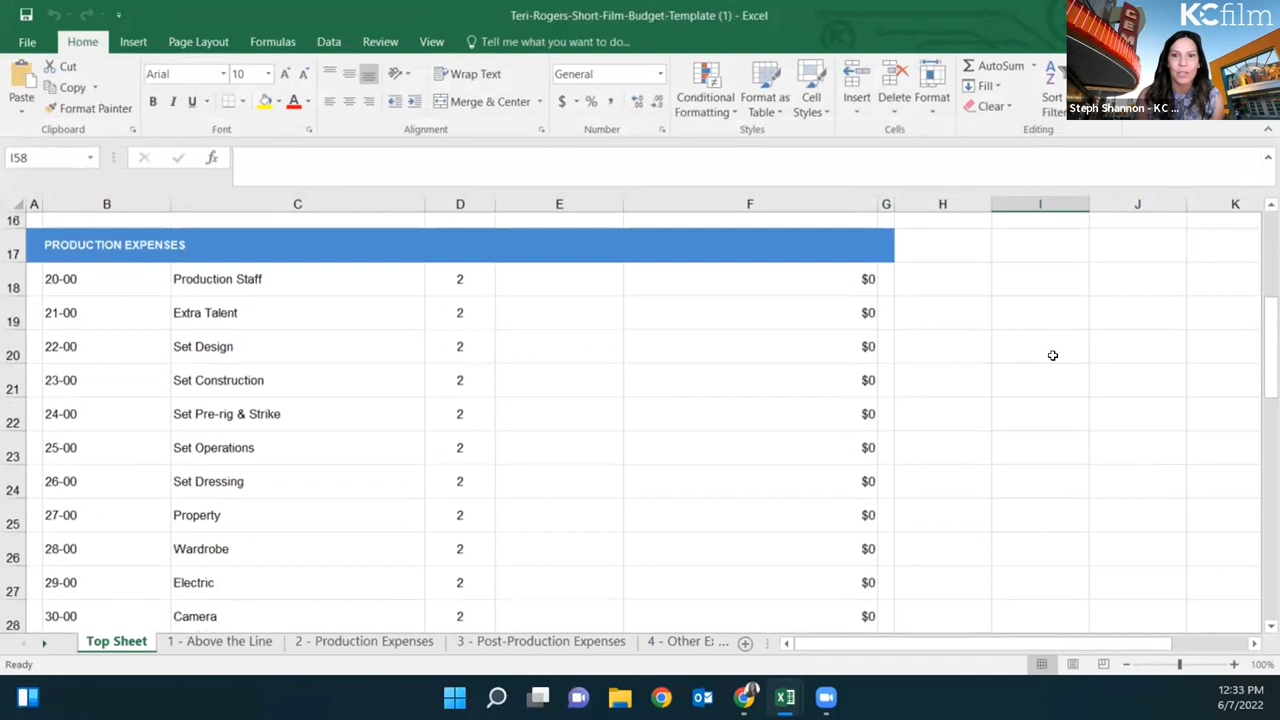 Teri-Rogers-Short-Film-Budget-Template (1) - Excel
KCfilm
File Home Insert Page Layout Formulas Data Review View Tell me what you want to do...
Cut
Copy
Format Painter
Paste
Clipboard
Arial 10
B I U
Font
Wrap Text
Merge & Center
Alignment
General
$ % ,
Number
Conditional Formatting
Format as Table
Cell Styles
Styles
Insert Delete Format
Cells
AutoSum
Fill
Clear
Sort
Editing
Steph Shannon - KC ...
I58 fx
A B C D E F G H I J K
16
17 PRODUCTION EXPENSES
18 20-00 Production Staff 2 $0
19 21-00 Extra Talent 2 $0
20 22-00 Set Design 2 $0
21 23-00 Set Construction 2 $0
22 24-00 Set Pre-rig & Strike 2 $0
23 25-00 Set Operations 2 $0
24 26-00 Set Dressing 2 $0
25 27-00 Property 2 $0
26 28-00 Wardrobe 2 $0
27 29-00 Electric 2 $0
28 30-00 Camera 2 $0
Top Sheet 1 - Above the Line 2 - Production Expenses 3 - Post-Production Expenses 4 - Other E: ...
Ready 100%
12:33 PM
6/7/2022